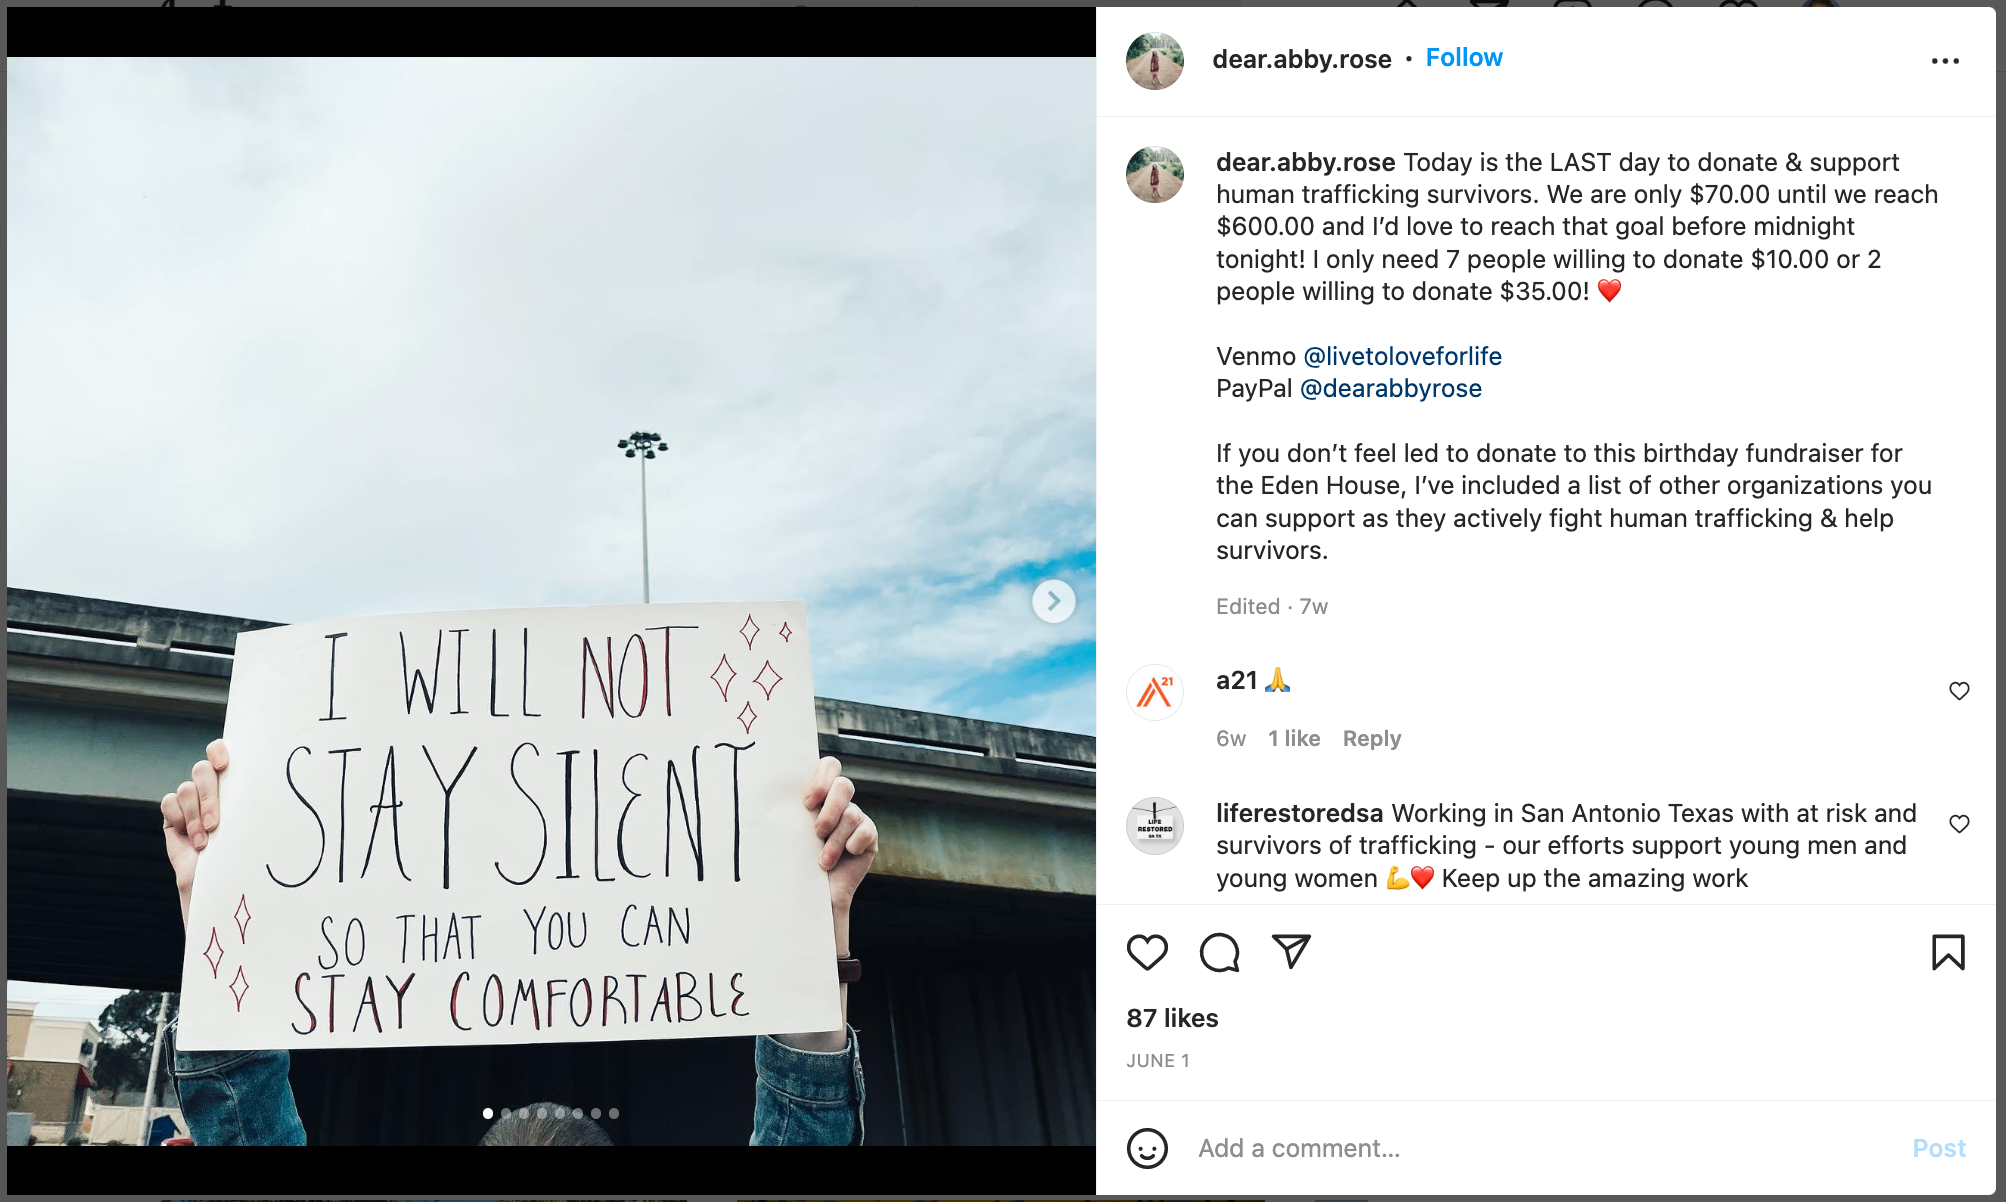 dear.abby.rose • Follow
I WILL NOT
STAY SILENT
SO THAT YOU CAN
STAY COMFORTABLE
dear.abby.rose Today is the LAST day to donate & support
human trafficking survivors. We are only $70.00 until we reach
$600.00 and I’d love to reach that goal before midnight
tonight! I only need 7 people willing to donate $10.00 or 2
people willing to donate $35.00! ❤️
Venmo @livetoloveforlife
PayPal @dearabbyrose
If you don’t feel led to donate to this birthday fundraiser for
the Eden House, I’ve included a list of other organizations you
can support as they actively fight human trafficking & help
survivors.
Edited · 7w
21
a21 🙏
6w 1 like Reply
LIFE
RESTORED
SA TX
liferestoredsa Working in San Antonio Texas with at risk and
survivors of trafficking - our efforts support young men and
young women 💪❤️ Keep up the amazing work
87 likes
JUNE 1
Add a comment...
Post